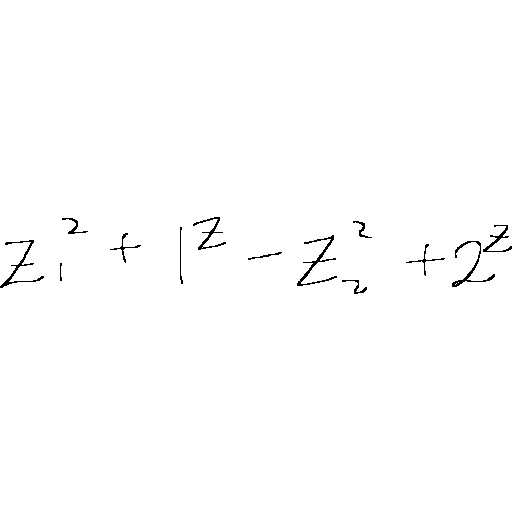 z_1^2 + 1^z - z_2^2 + 2^z